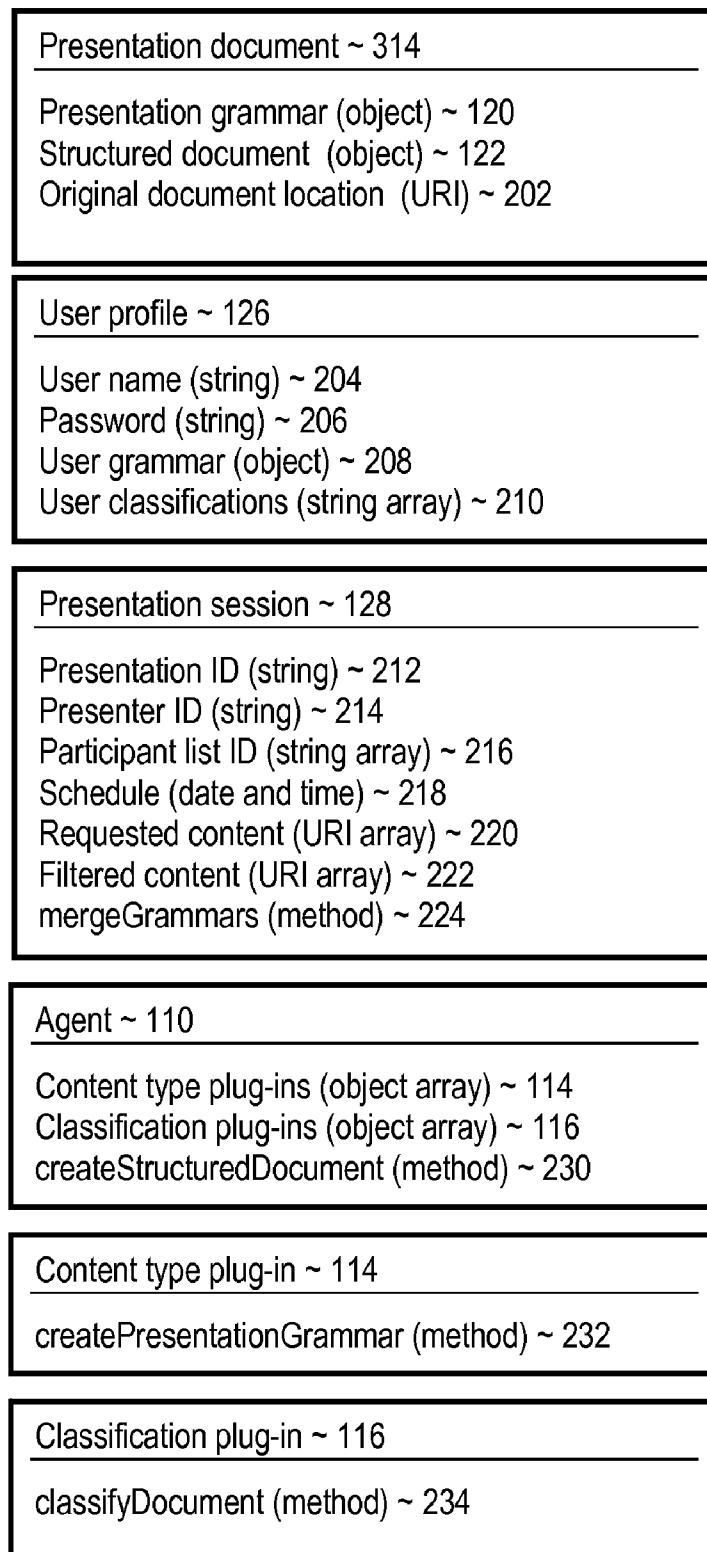 Presentation document ~ 314
Presentation grammar (object) ~ 120
Structured document (object) ~ 122
Original document location (URI) ~ 202
User profile ~ 126
User name (string) ~ 204
Password (string) ~ 206
User grammar (object) ~ 208
User classifications (string array) ~ 210
Presentation session ~ 128
Presentation ID (string) ~ 212
Presenter ID (string) ~ 214
Participant list ID (string array) ~ 216
Schedule (date and time) ~ 218
Requested content (URI array) ~ 220
Filtered content (URI array) ~ 222
mergeGrammars (method) ~ 224
Agent ~ 110
Content type plug-ins (object array) ~ 114
Classification plug-ins (object array) ~ 116
createStructuredDocument (method) ~ 230
Content type plug-in ~ 114
createPresentationGrammar (method) ~ 232
Classification plug-in ~ 116
classifyDocument (method) ~ 234